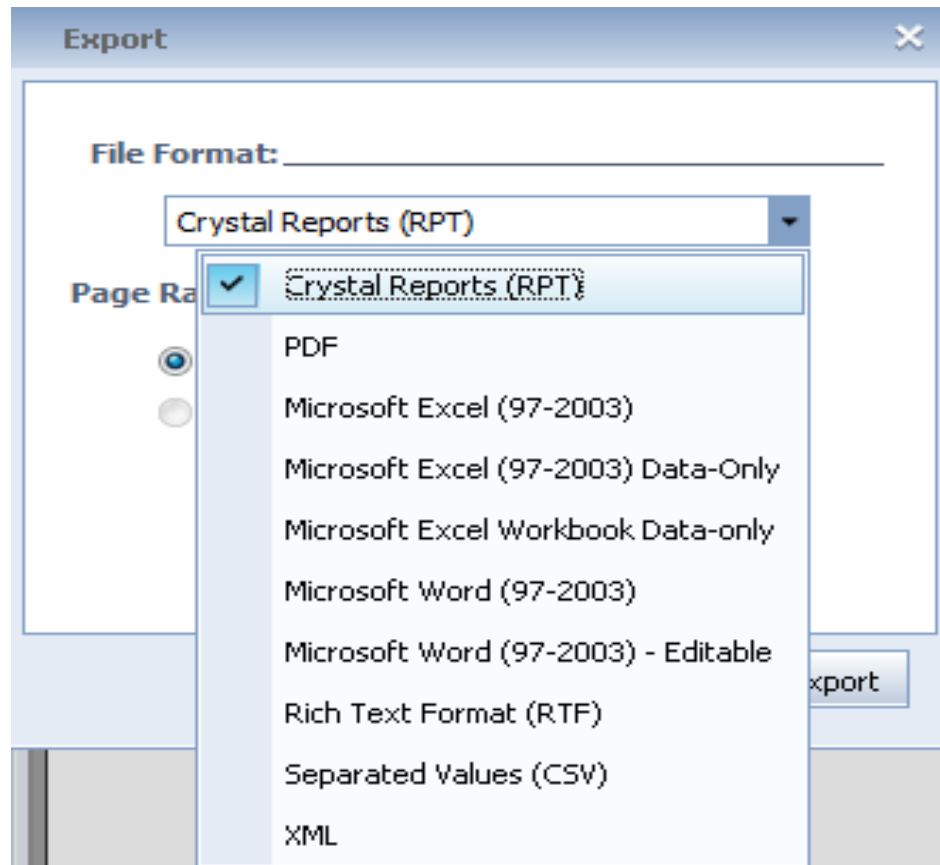 Export
File Format:
Crystal Reports (RPT)
Page Ra
Crystal Reports (RPT)
PDF
Microsoft Excel (97-2003)
Microsoft Excel (97-2003) Data-Only
Microsoft Excel Workbook Data-only
Microsoft Word (97-2003)
Microsoft Word (97-2003) - Editable
xport
Rich Text Format (RTF)
Separated Values (CSV)
XML